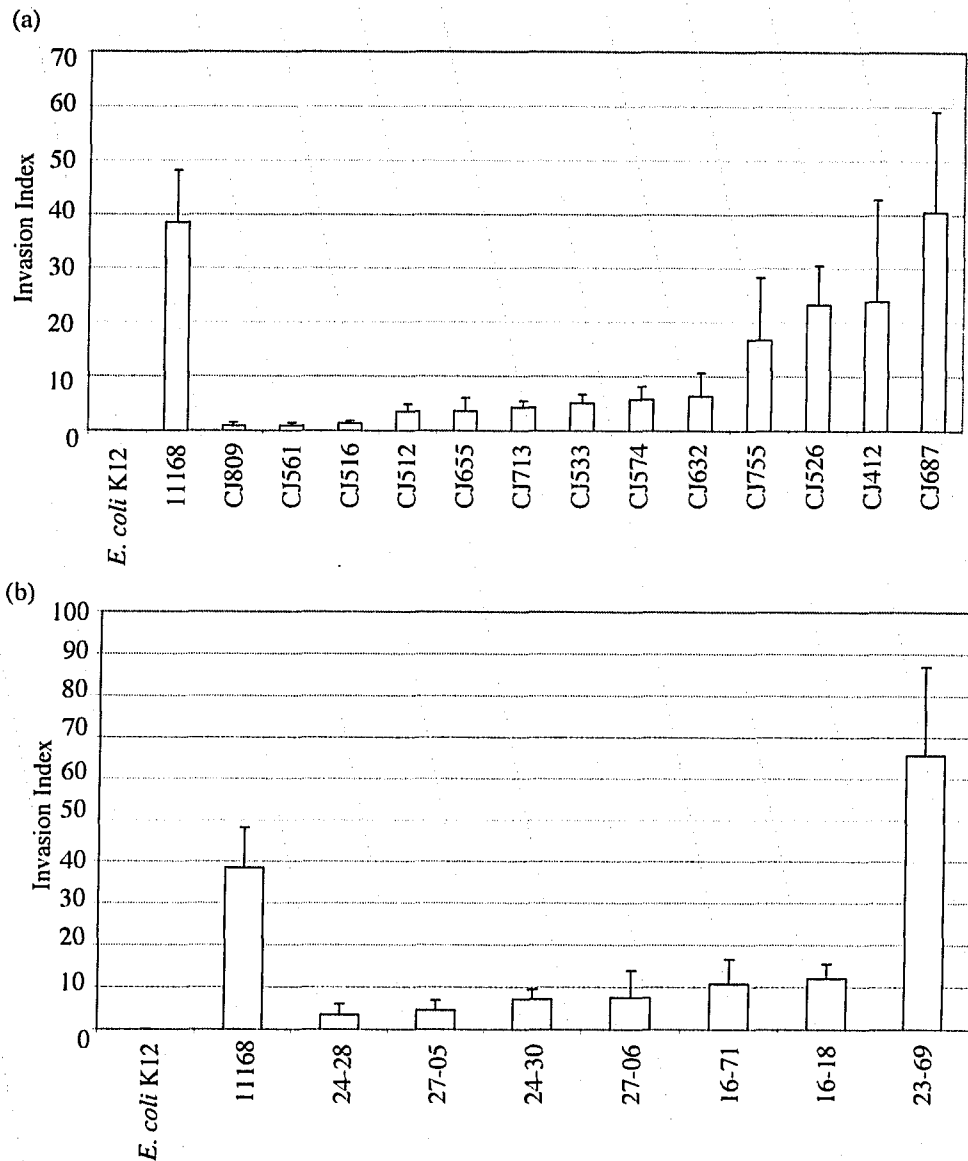 (a)
70
60
50
40
30
20
10
0
Invasion Index
E. coli K12
11168
CJ809
CJ561
CJ516
CJ512
CJ655
CJ713
CJ533
CJ574
CJ632
CJ755
CJ526
CJ412
CJ687
(b)
100
90
80
70
60
50
40
30
20
10
0
Invasion Index
E. coli K12
11168
24-28
27-05
24-30
27-06
16-71
16-18
23-69